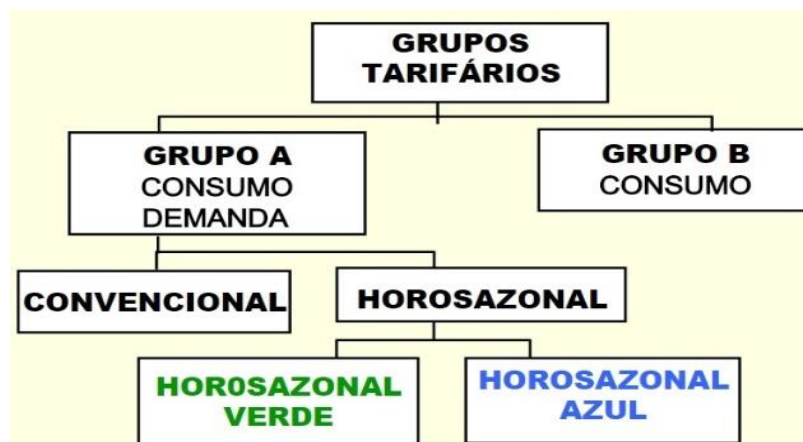 GRUPOS
TARIFÁRIOS
GRUPO A
CONSUMO
DEMANDA
GRUPO B
CONSUMO
CONVENCIONAL
HOROSAZONAL
HOR0SAZONAL
VERDE
HOROSAZONAL
AZUL